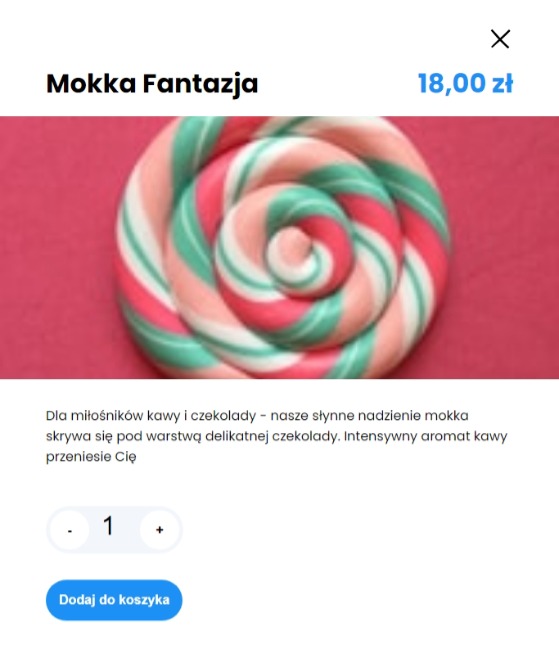 Mokka Fantazja 18,00 zł
Dla miłośników kawy i czekolady - nasze słynne nadzienie mokka
skrywa się pod warstwą delikatnej czekolady. Intensywny aromat kawy
przeniesie Cię
- 1 +
Dodaj do koszyka